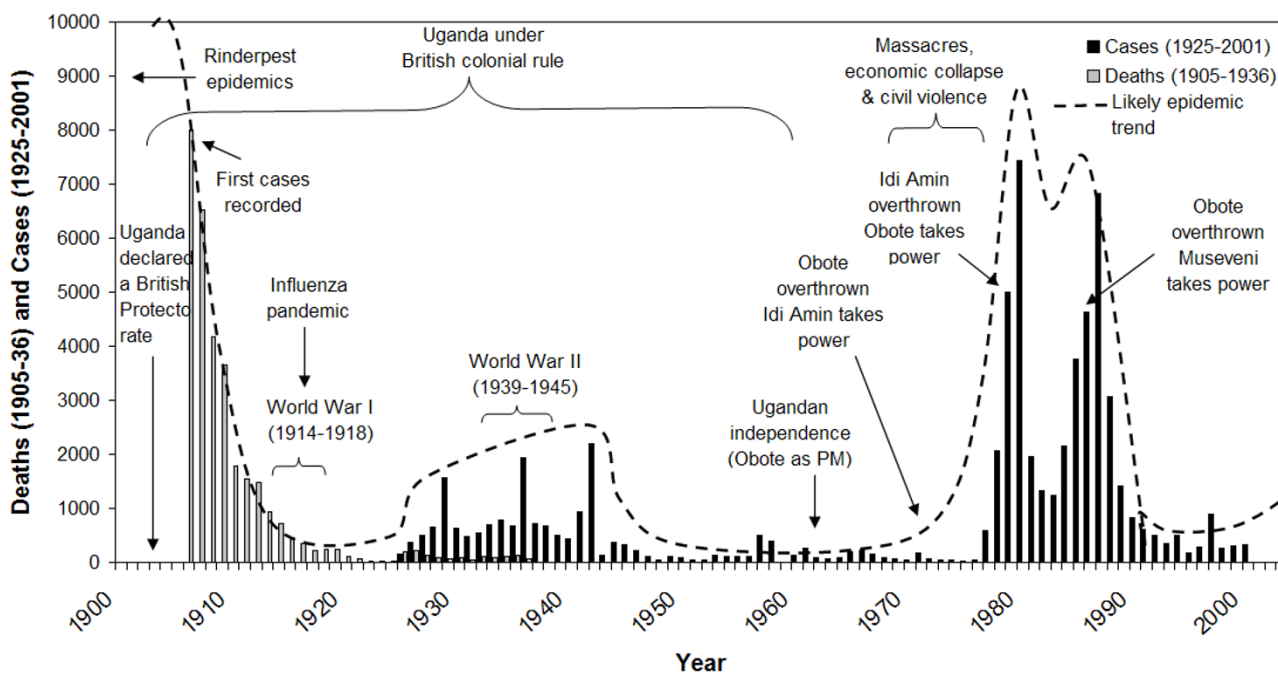 10000
9000
8000
7000
6000
5000
4000
3000
2000
1000
0
Deaths (1905-36) and Cases (1925-2001)
Rinderpest
epidemics
Uganda under
British colonial rule
Massacres,
economic collapse
& civil violence
Cases (1925-2001)
Deaths (1905-1936)
Likely epidemic
trend
First cases
recorded
Uganda
declared
a British
Protecto
rate
Influenza
pandemic
World War I
(1914-1918)
World War II
(1939-1945)
Ugandan
independence
(Obote as PM)
Obote
overthrown
Idi Amin takes
power
Idi Amin
overthrown
Obote takes
power
Obote
overthrown
Museveni
takes power
1900
1910
1920
1930
1940
1950
1960
1970
1980
1990
2000
Year